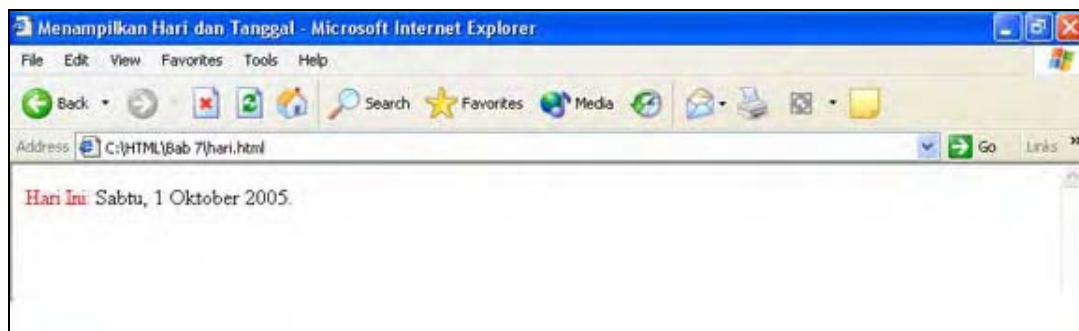 Menampilkan Hari dan Tanggal - Microsoft Internet Explorer
File Edit View Favorites Tools Help
Back Search Favorites Media
Address C:\HTML\Bab 7\hari.html Go Links »
Hari Ini: Sabtu, 1 Oktober 2005.